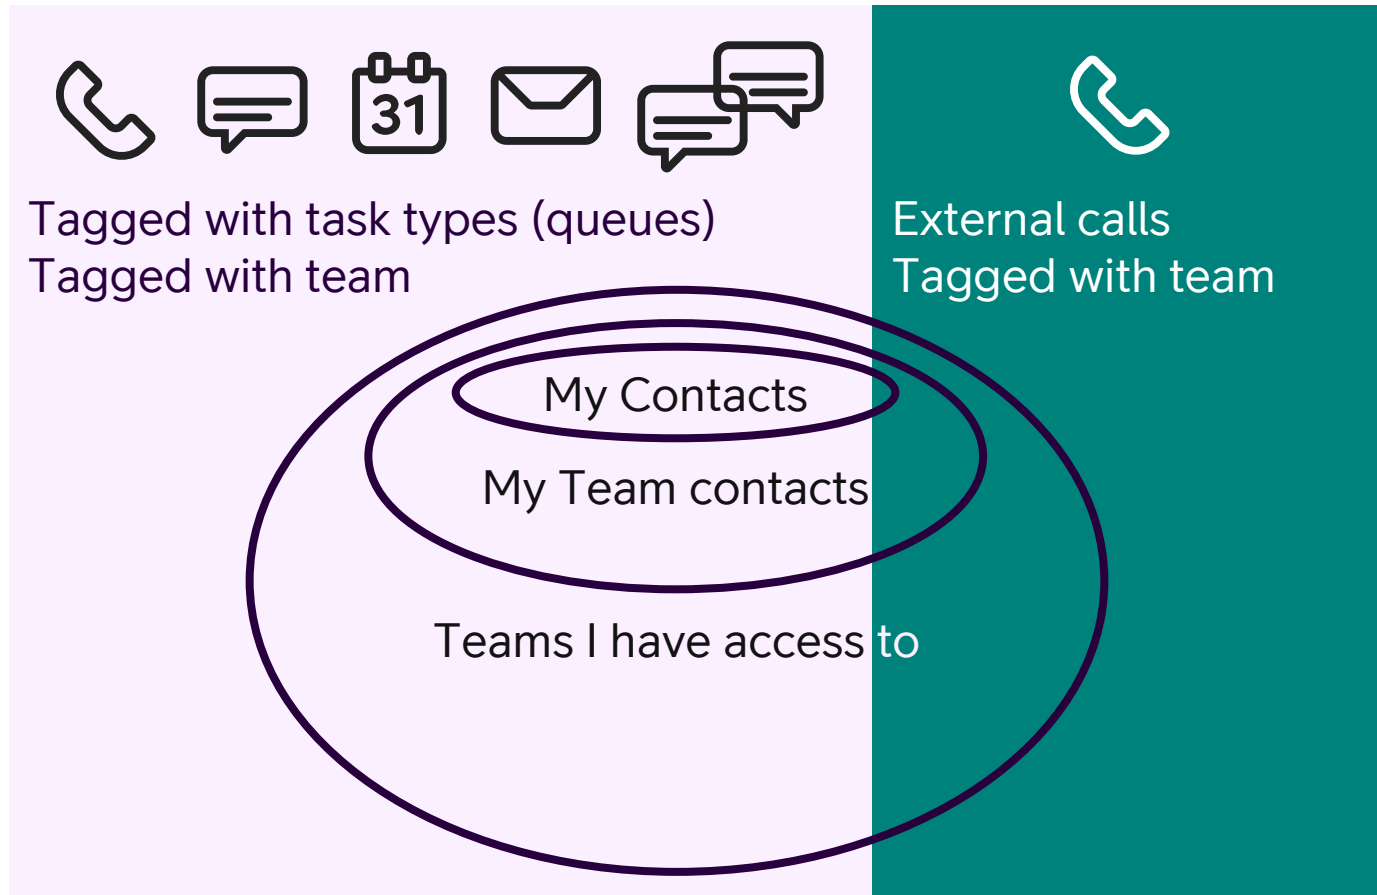 31
Tagged with task types (queues)
Tagged with team
External calls
Tagged with team
My Contacts
My Team contacts
Teams I have access to